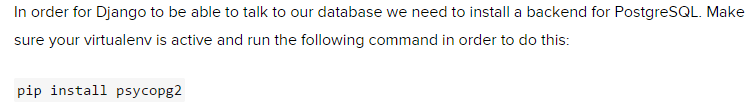 In order for Django to be able to talk to our database we need to install a backend for PostgreSQL. Make
sure your virtualenv is active and run the following command in order to do this:
pip install psycopg2